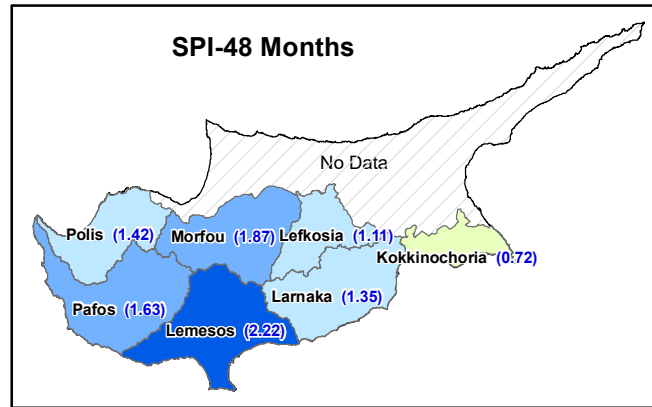 SPI-48 Months
No Data
Polis (1.42)
Morfou (1.87)
Lefkosia (1.11)
Kokkinochoria (0.72)
Pafos (1.63)
Larnaka (1.35)
Lemesos (2.22)